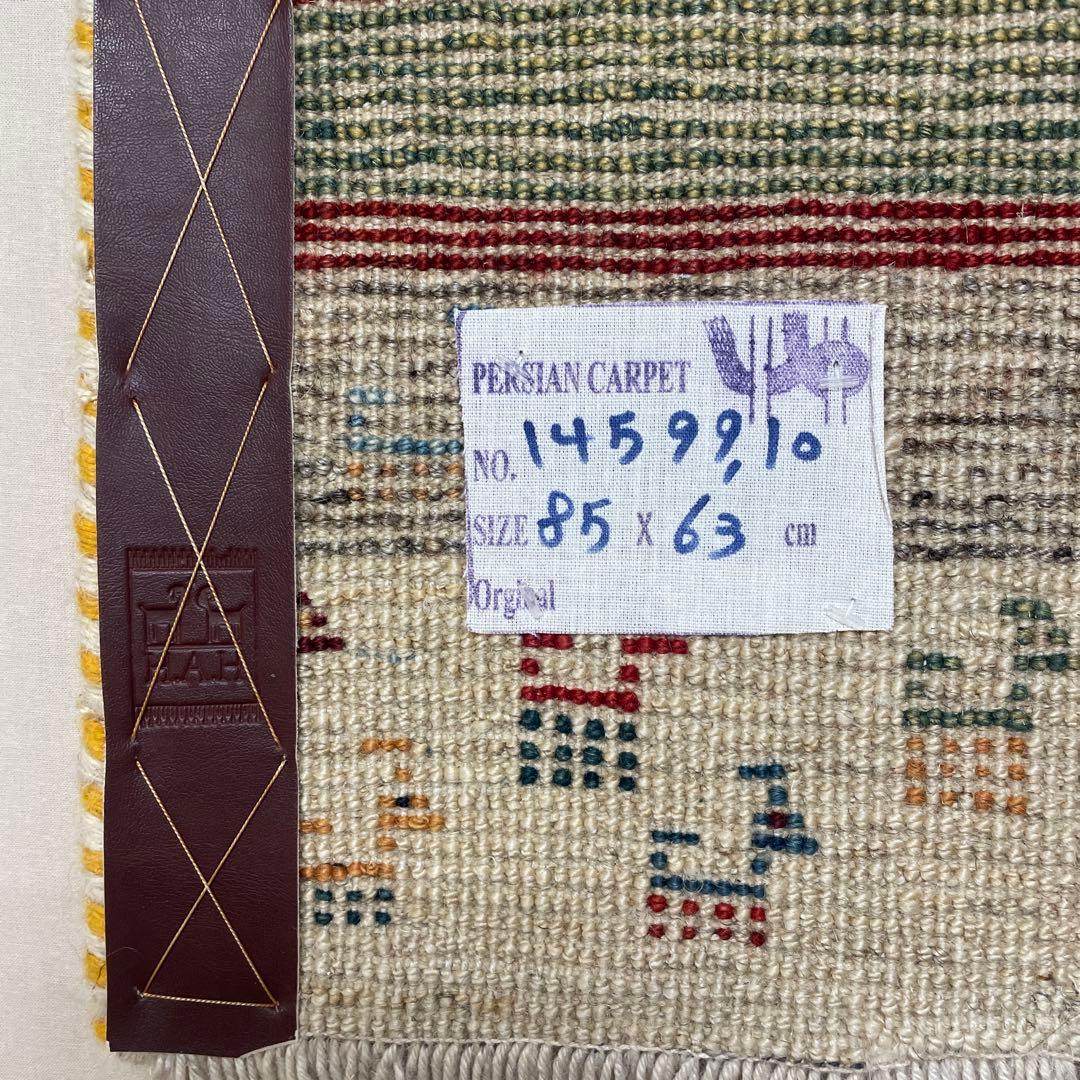 PERSIAN CARPET
NO. 14599,10
SIZE 85 X 63 cm
Orginal
H.A.H